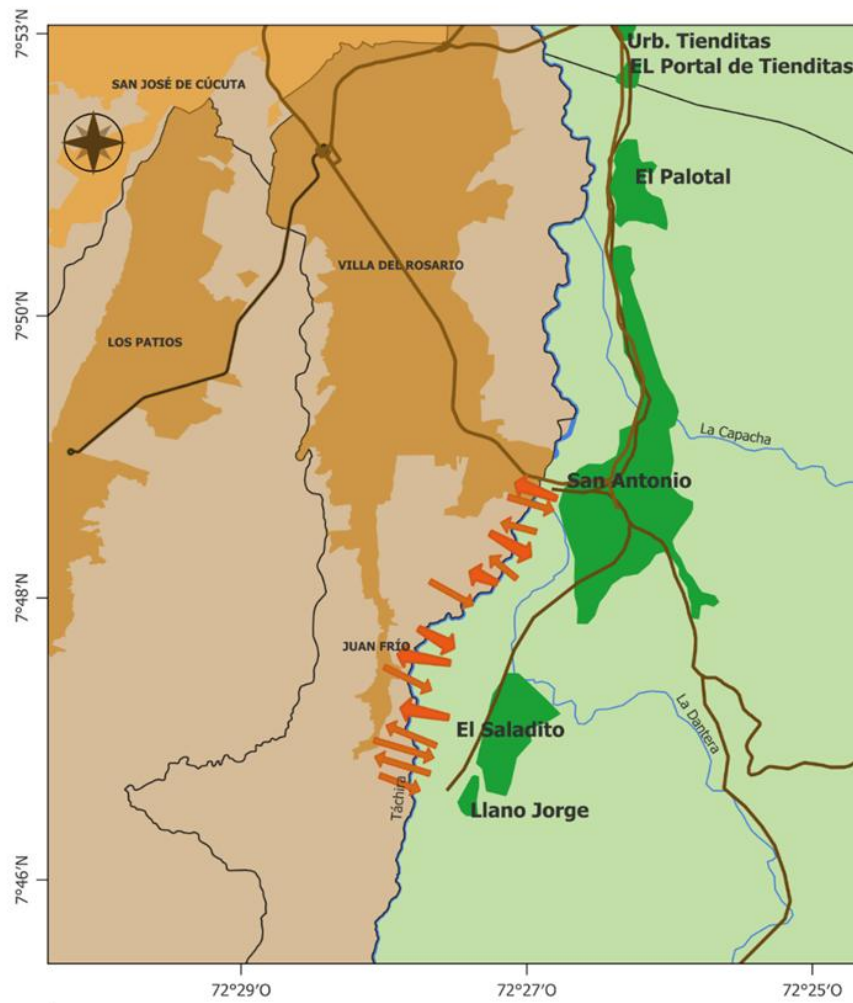 7°53'N
Urb. Tienditas
EL Portal de Tienditas
SAN JOSÉ DE CÚCUTA
El Palotal
VILLA DEL ROSARIO
7°50'N
LOS PATIOS
La Capacha
San Antonio
7°48'N
JUAN FRÍO
La Dantera
El Saladito
Táchira
Llano Jorge
7°46'N
72°29'O
72°27'O
72°25'O